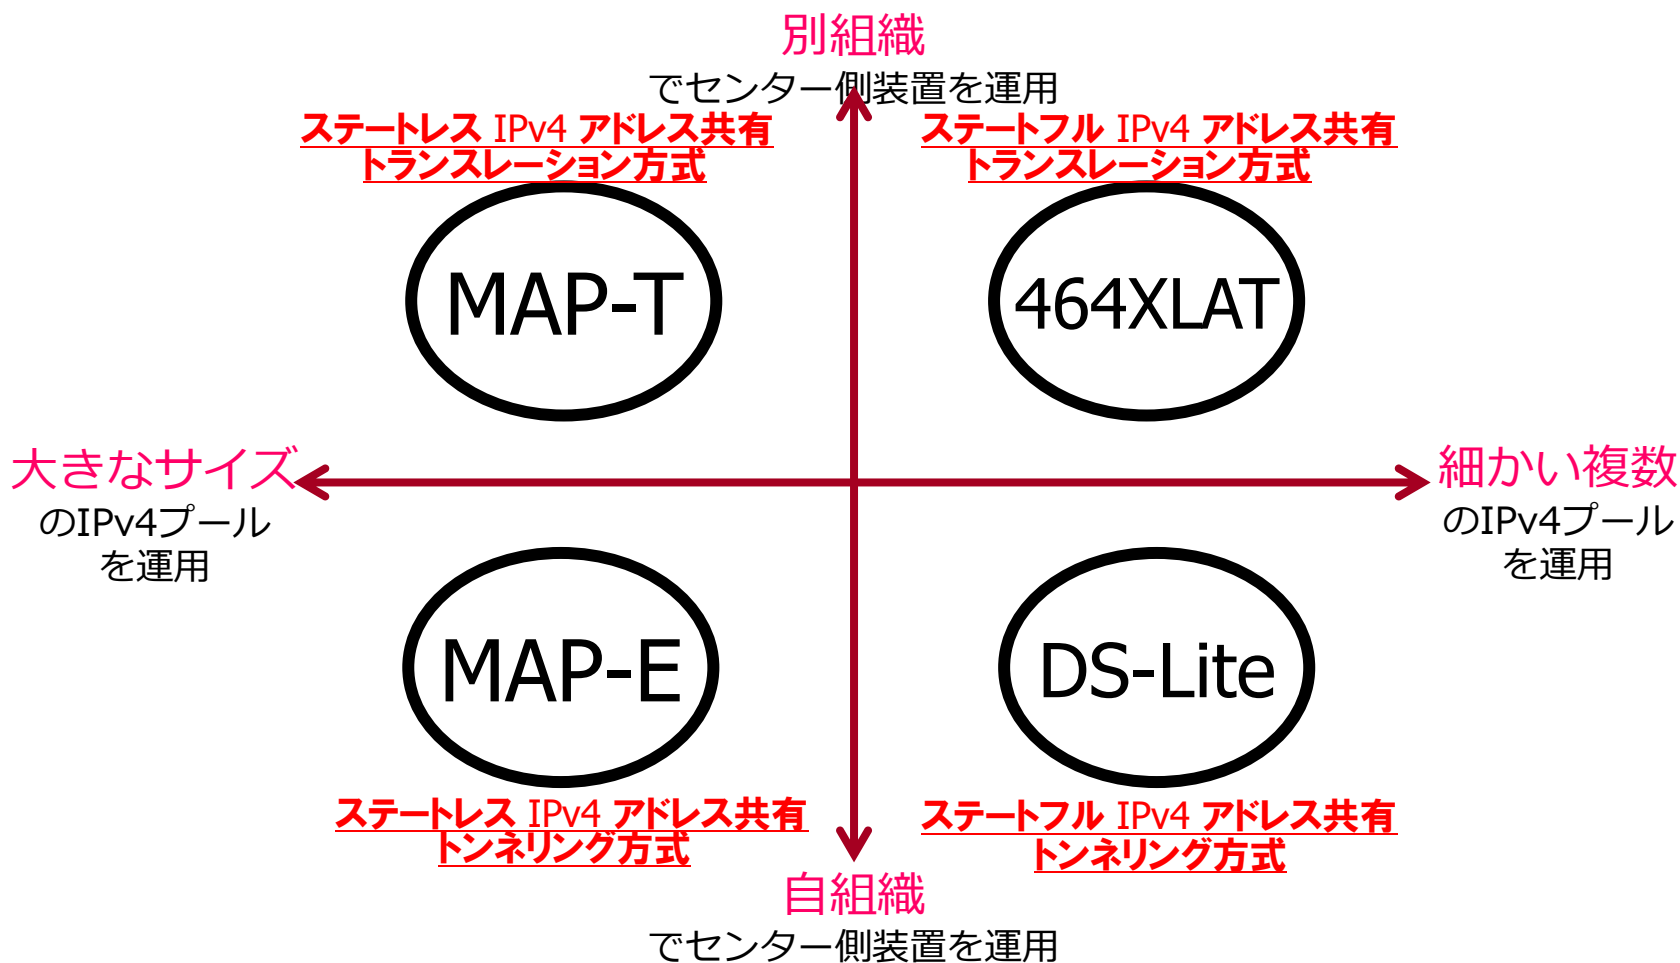 別組織
でセンター側装置を運用
ステートレス IPv4 アドレス共有
トランスレーション方式
ステートフル IPv4 アドレス共有
トランスレーション方式
MAP-T
464XLAT
大きなサイズ
のIPv4プール
を運用
細かい複数
のIPv4プール
を運用
MAP-E
DS-Lite
ステートレス IPv4 アドレス共有
トンネリング方式
ステートフル IPv4 アドレス共有
トンネリング方式
自組織
でセンター側装置を運用